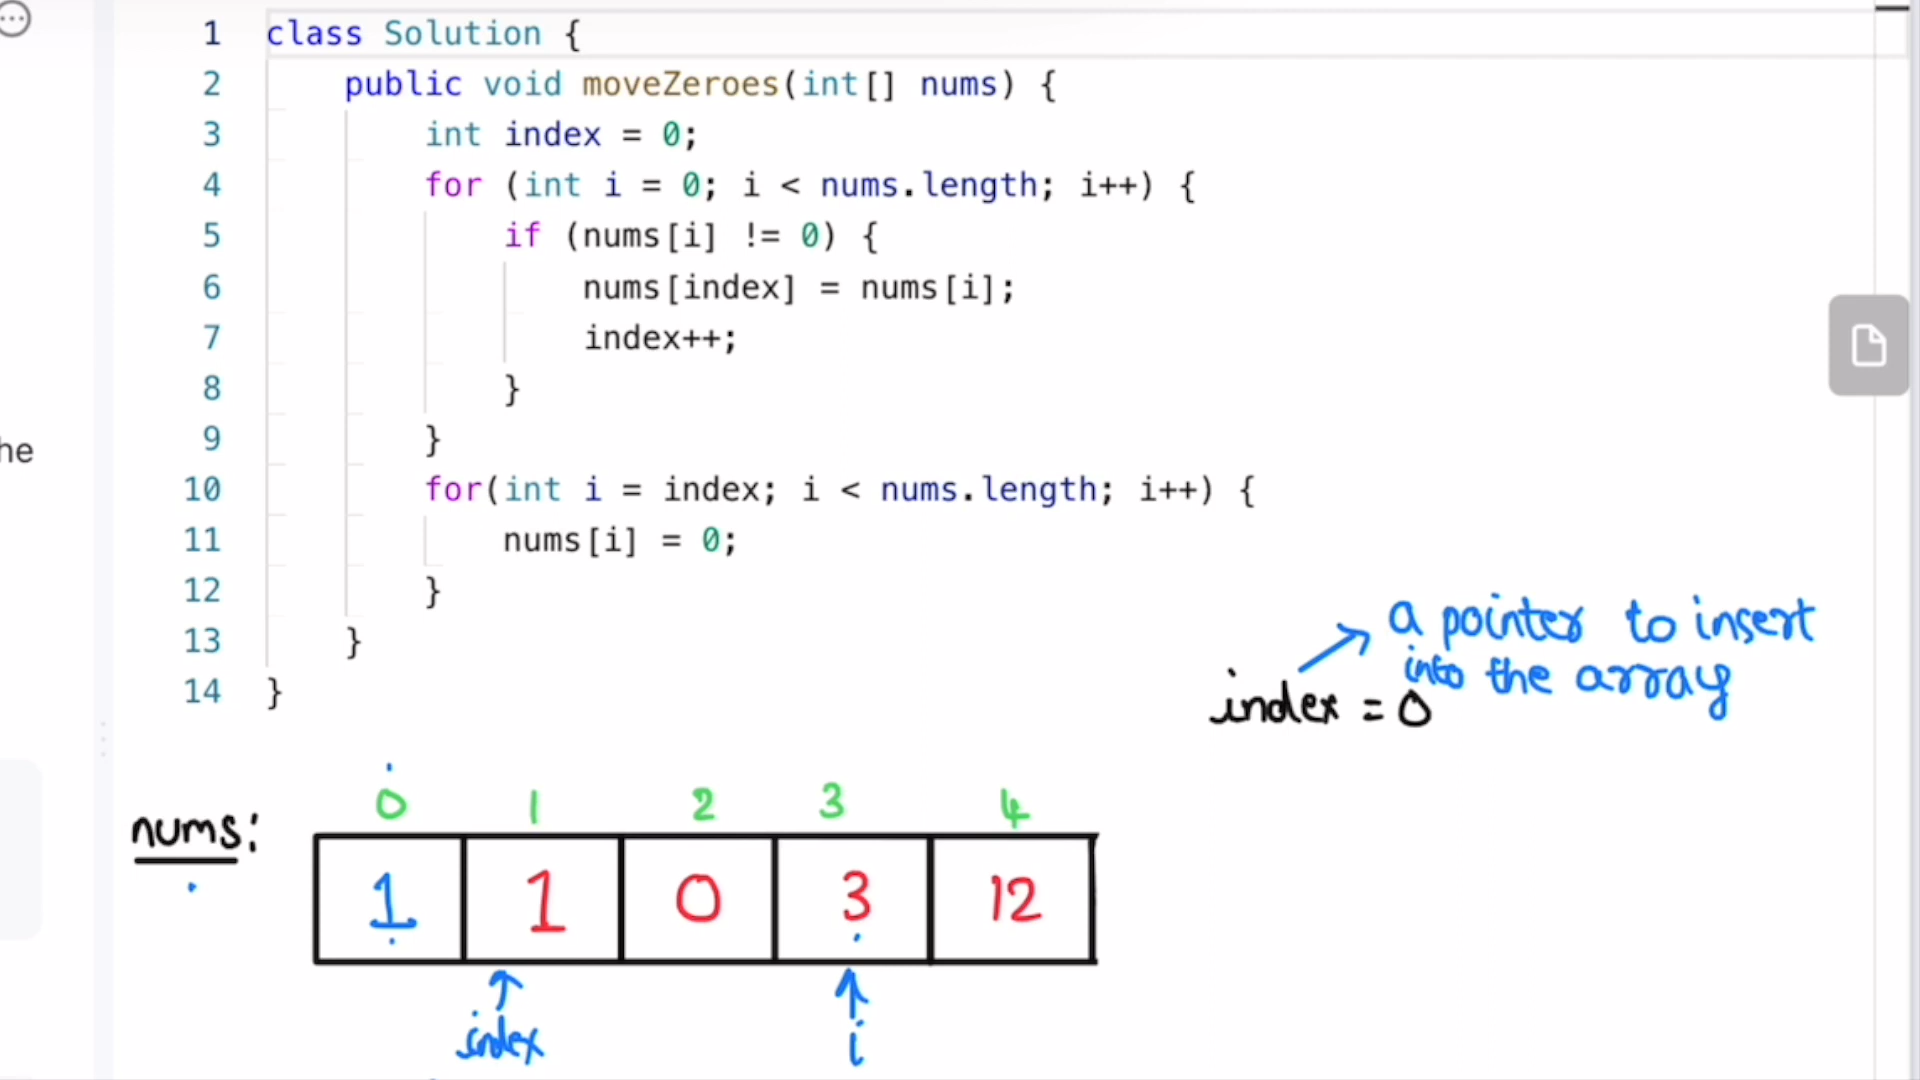 1 class Solution {
2 public void moveZeroes(int[] nums) {
3 int index = 0;
4 for (int i = 0; i < nums.length; i++) {
5 if (nums[i] != 0) {
6 nums[index] = nums[i];
7 index++;
8 }
he
9 }
10 for(int i = index; i < nums.length; i++) {
11 nums[i] = 0;
12 }
13 }
14 }
a pointer to insert
into the array
index = 0
0 1 2 3 4
nums:
1 1 0 3 12
index i